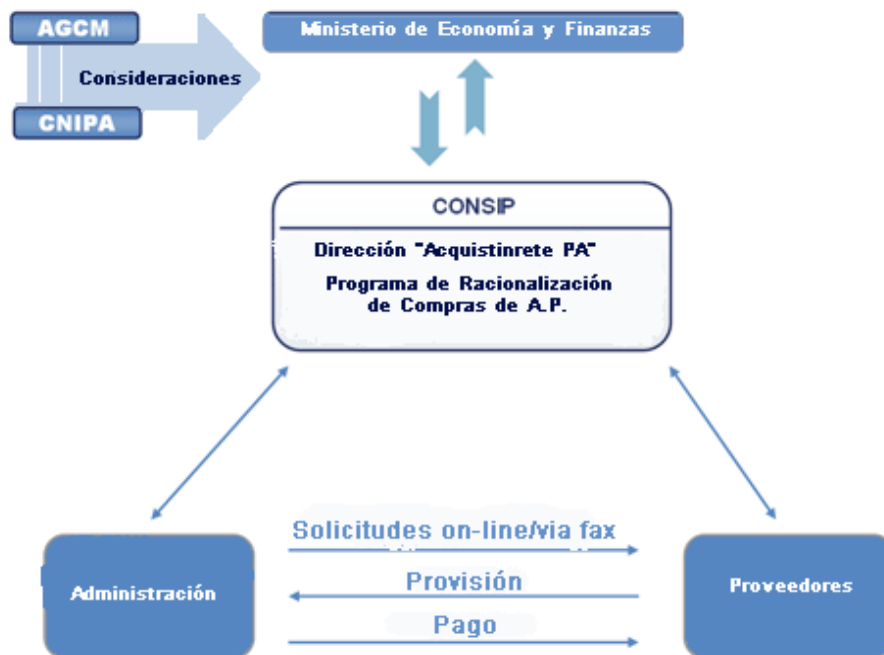 AGCM
Ministerio de Economía y Finanzas
Consideraciones
CNIPA
CONSIP
Dirección "Acquistinrete PA"
Programa de Racionalización
de Compras de A.P.
Solicitudes on-line/via fax
Administración
Provisión
Proveedores
Pago